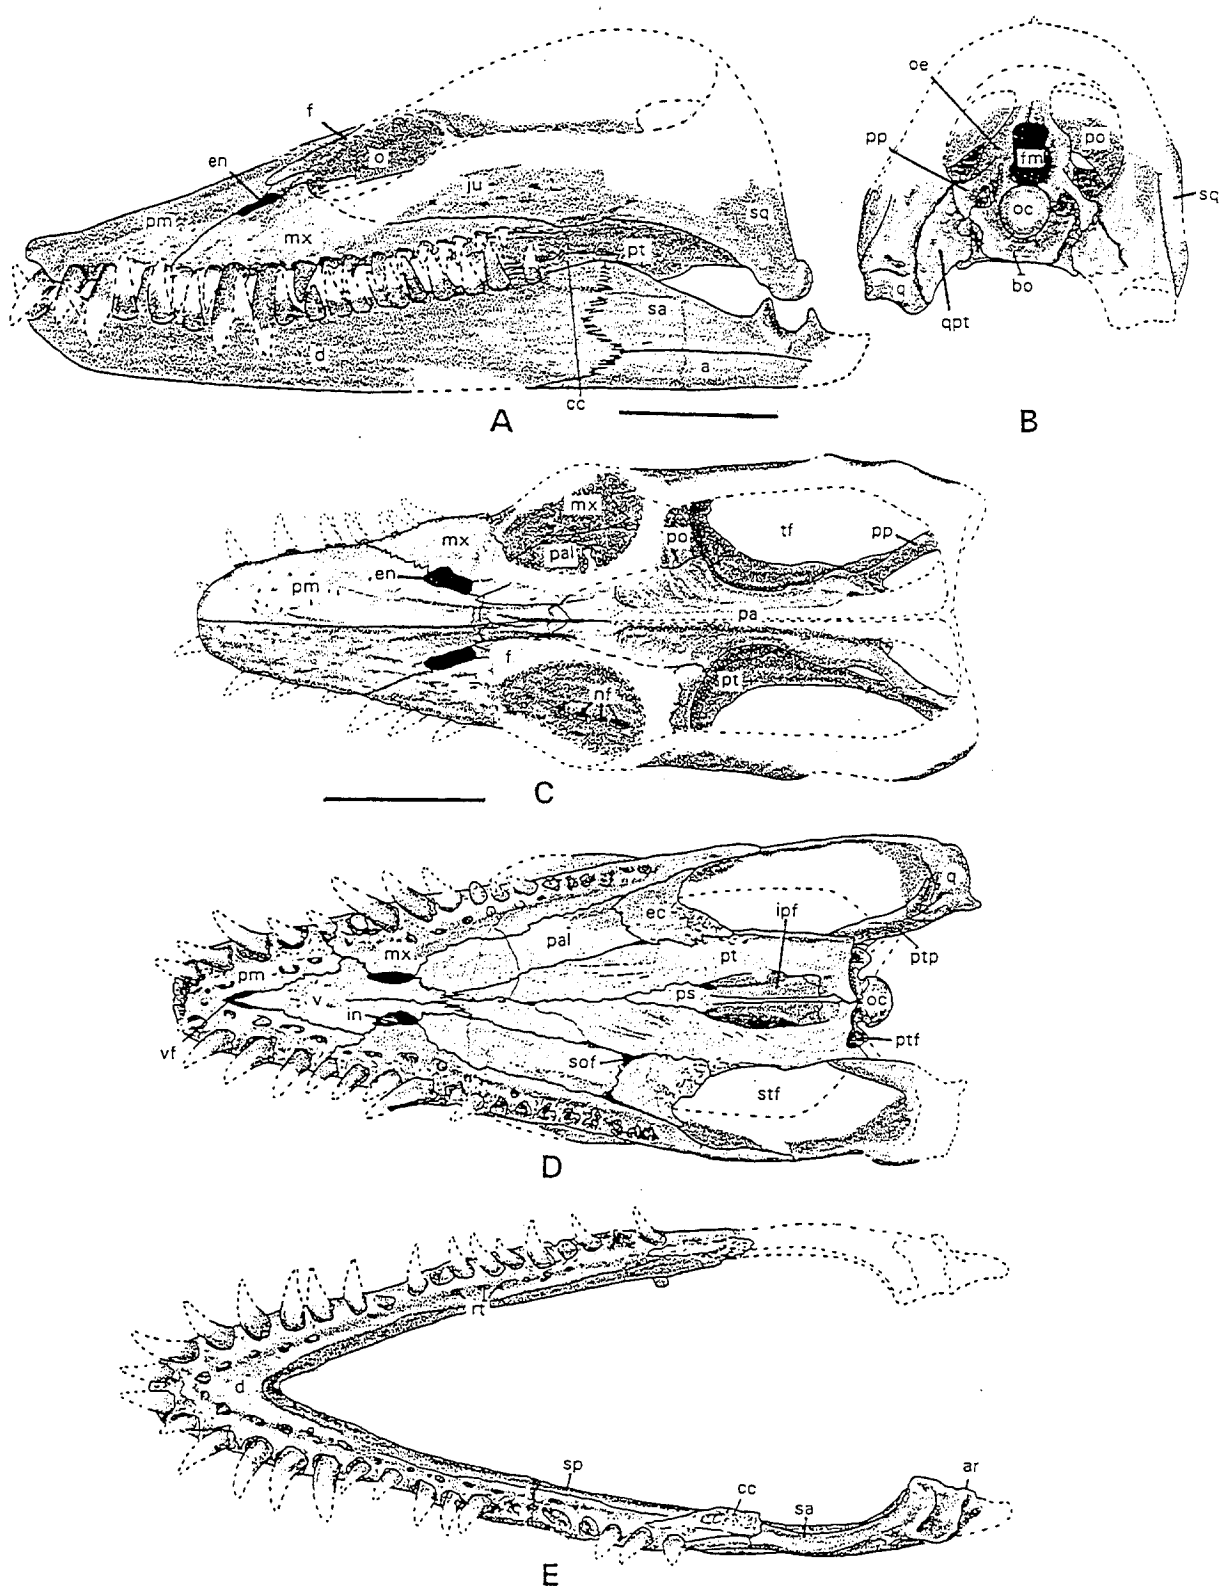 f
o
en
ju
pm
mx
sq
pt
sa
d
a
cc
A
oe
pp
po
fm
sq
oc
q
bo
qpt
B
mx
mx
tf
pal
po
pp
en
pm
pa
f
pt
nf
C
q
ec
ipf
pal
mx
pt
ptp
pm
ps
v
oc
in
vf
ptf
sof
stf
D
rt
d
sp
cc
ar
sa
E